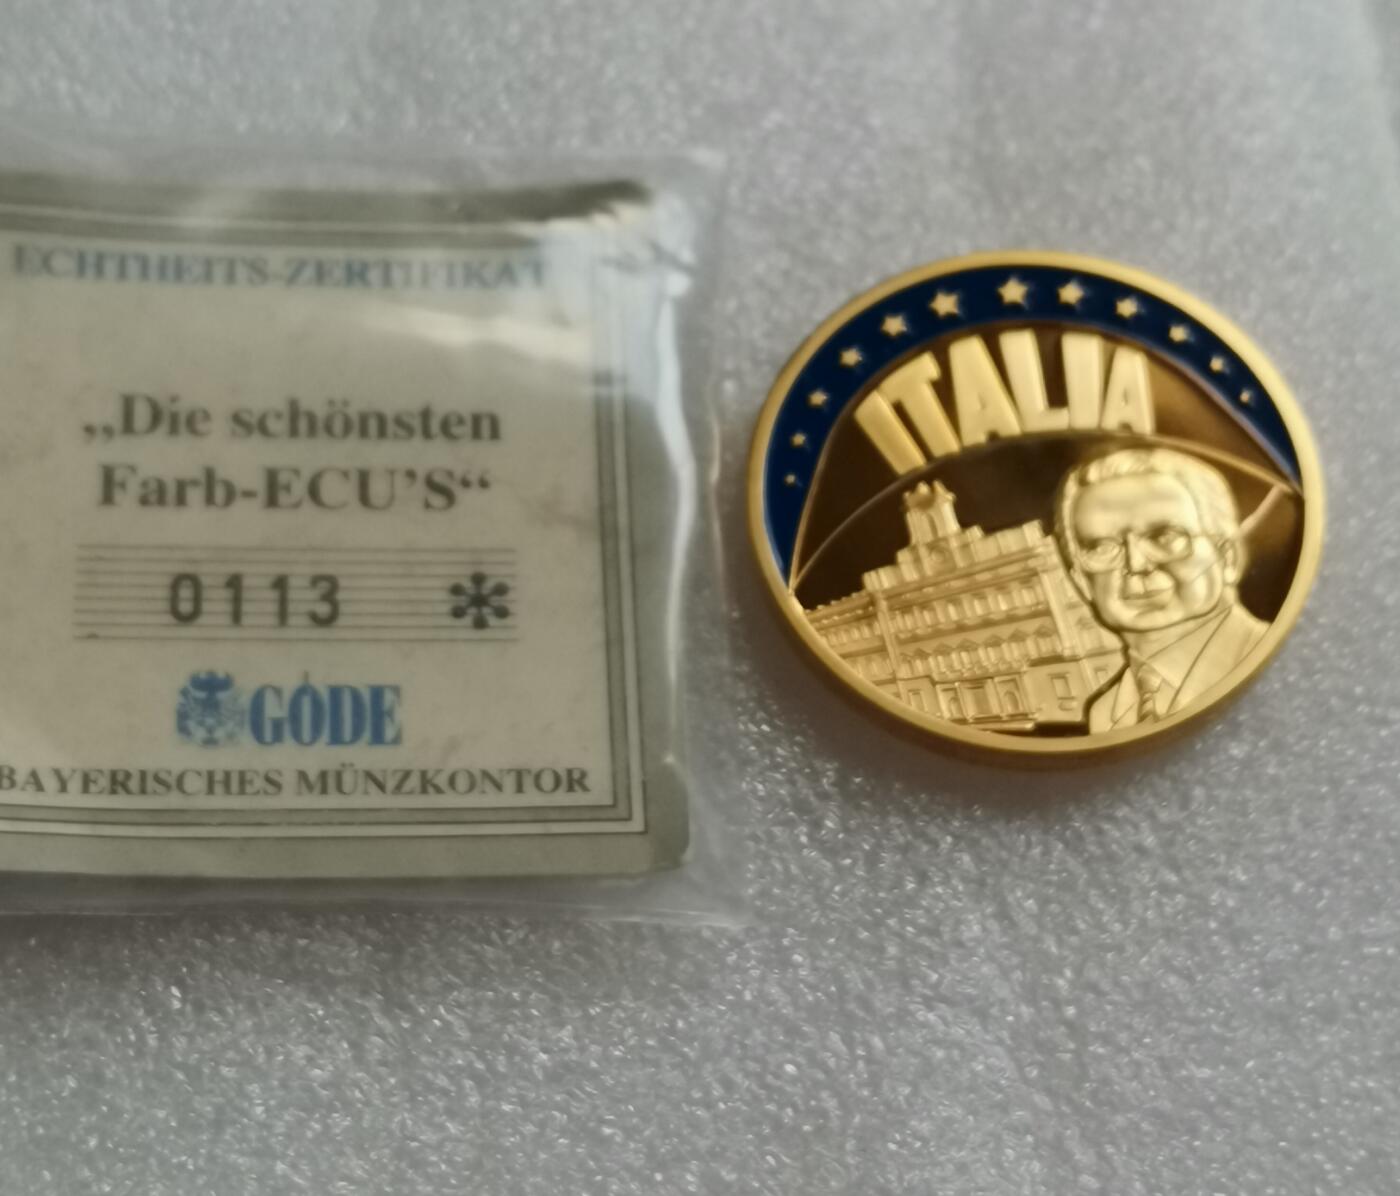 ECHTHEITS-ZERTIFIKAT
„Die schönsten
Farb-ECU'S“
0113 *
GÖDE
BAYERISCHES MÜNZKONTOR
ITALIA